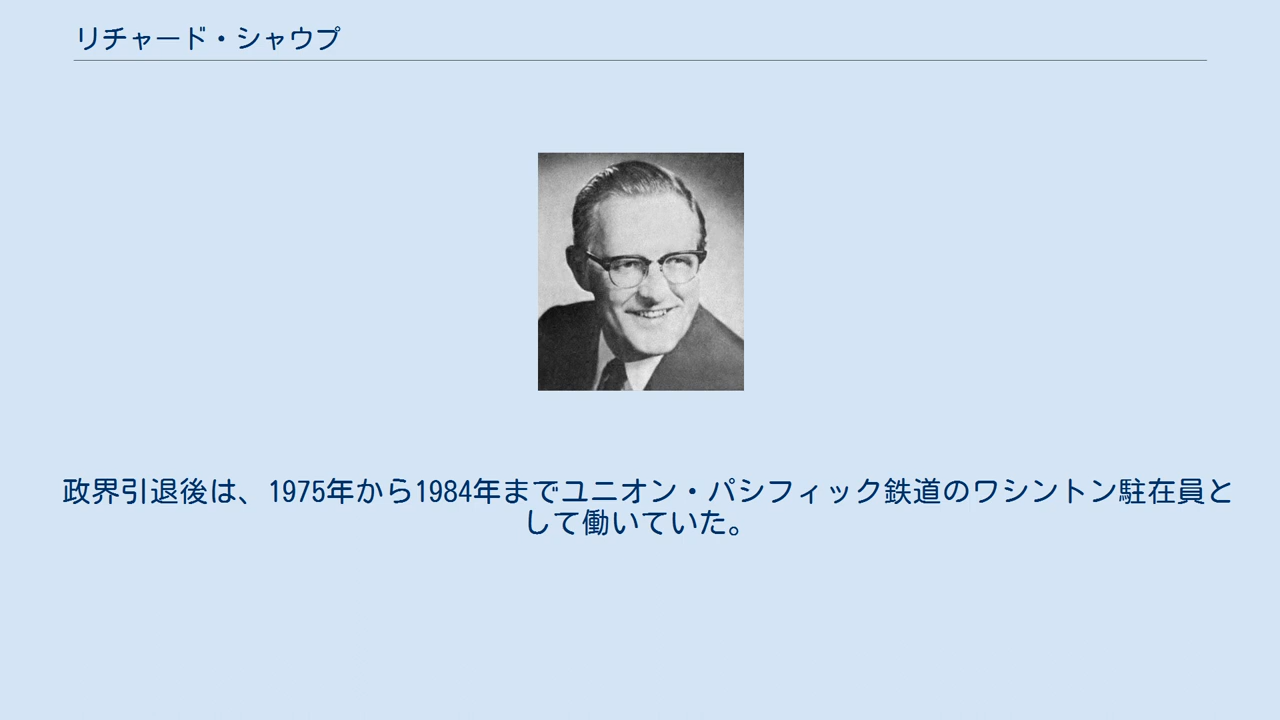 リチャード・シャウプ
政界引退後は、1975年から1984年までユニオン・パシフィック鉄道のワシントン駐在員と
して働いていた。